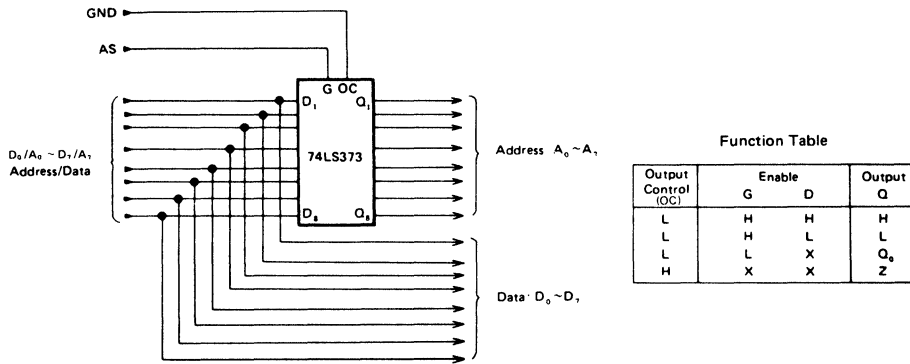 GND
AS
G OC
D₁ Q₁
74LS373
D₈ Q₈
D₀/A₀ ~ D₇/A₇
Address/Data
Address A₀~A₇
Data· D₀~D₇
Function Table
Output Control (OC) Enable Output
G D Q
L H H H
L H L L
L L X Q₀
H X X Z